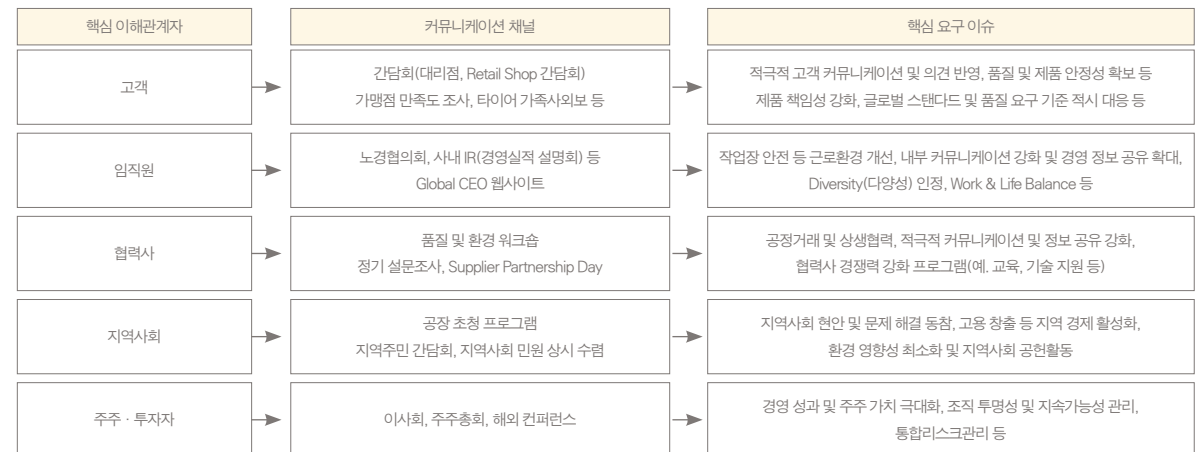 핵심 이해관계자
커뮤니케이션 채널
핵심 요구 이슈
고객
간담회(대리점, Retail Shop 간담회)
가맹점 만족도 조사, 타이어 가족사외보 등
적극적 고객 커뮤니케이션 및 의견 반영, 품질 및 제품 안정성 확보 등
제품 책임성 강화, 글로벌 스탠다드 및 품질 요구 기준 적시 대응 등
임직원
노경협의회, 사내 IR(경영실적 설명회) 등
Global CEO 웹사이트
작업장 안전 등 근로환경 개선, 내부 커뮤니케이션 강화 및 경영 정보 공유 확대,
Diversity(다양성) 인정, Work & Life Balance 등
협력사
품질 및 환경 워크숍
정기 설문조사, Supplier Partnership Day
공정거래 및 상생협력, 적극적 커뮤니케이션 및 정보 공유 강화,
협력사 경쟁력 강화 프로그램(예. 교육, 기술 지원 등)
지역사회
공장 초청 프로그램
지역주민 간담회, 지역사회 민원 상시 수렴
지역사회 현안 및 문제 해결 동참, 고용 창출 등 지역 경제 활성화,
환경 영향성 최소화 및 지역사회 공헌활동
주주 · 투자자
이사회, 주주총회, 해외 컨퍼런스
경영 성과 및 주주 가치 극대화, 조직 투명성 및 지속가능성 관리,
통합리스크관리 등